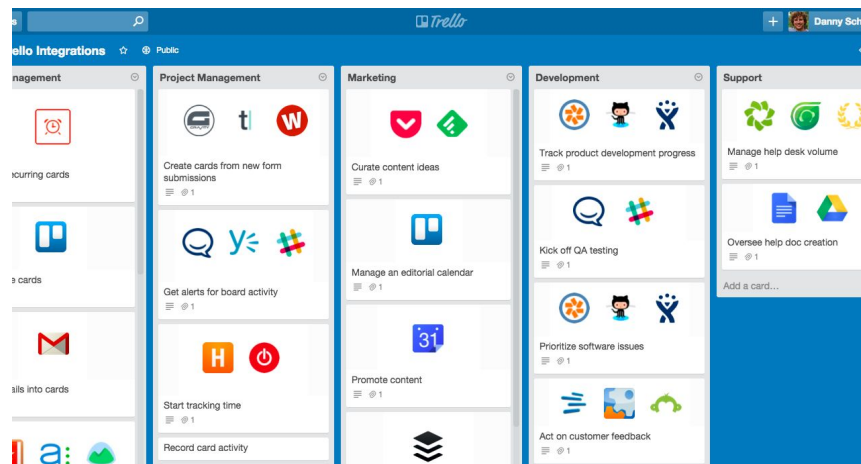 Trello
Danny Sch
ello Integrations
Public
nagement
ecurring cards
e cards
ails into cards
Project Management
Create cards from new form
submissions
1
Get alerts for board activity
1
Start tracking time
1
Record card activity
Marketing
Curate content ideas
1
Manage an editorial calendar
1
31
Promote content
1
Development
Track product development progress
1
Kick off QA testing
1
Prioritize software issues
1
Act on customer feedback
1
Support
Manage help desk volume
1
Oversee help doc creation
1
Add a card...